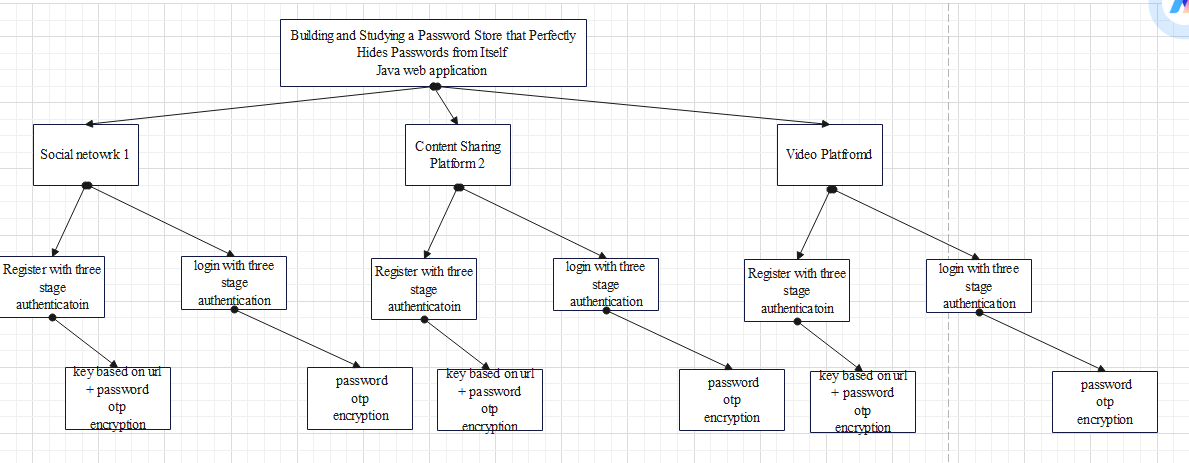 Building and Studying a Password Store that Perfectly
Hides Passwords from Itself
Java web application
Social netowrk 1
Content Sharing
Platform 2
Video Platfromd
Register with three
stage
authenticatoin
login with three
stage
authentication
Register with three
stage
authenticatoin
login with three
stage
authentication
Register with three
stage
authenticatoin
login with three
stage
authentication
key based on url
+ password
otp
encryption
password
otp
encryption
key based on url
+ password
otp
encryption
password
otp
encryption
key based on url
+ password
otp
encryption
password
otp
encryption